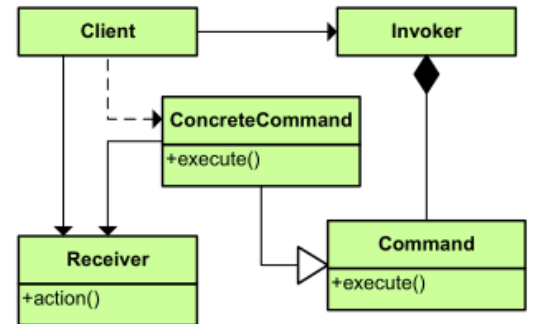 Client
Invoker
ConcreteCommand
+execute()
Receiver
+action()
Command
+execute()